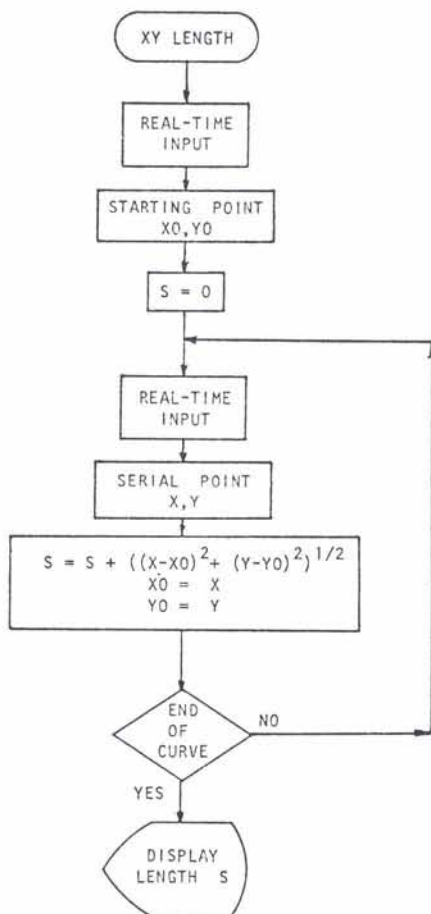 XY LENGTH
REAL-TIME
INPUT
STARTING POINT
X0,Y0
S = 0
REAL-TIME
INPUT
SERIAL POINT
X,Y
S = S + ((X-X0)² + (Y-Y0)²)^1/2
X0 = X
Y0 = Y
END
OF
CURVE
NO
YES
DISPLAY
LENGTH S